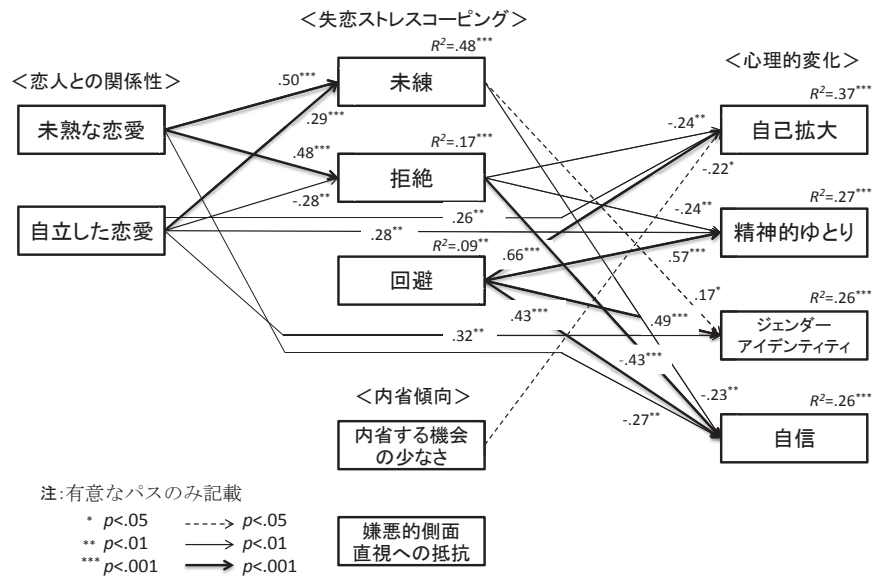 ＜失恋ストレスコーピング＞
＜恋人との関係性＞
＜心理的変化＞
R²=.48***
未練
R²=.37***
自己拡大
未熟な恋愛
.50***
.29***
.48***
-.28**
R²=.17***
拒絶
-.24**
-.22*
R²=.27***
精神的ゆとり
自立した恋愛
.26**
.28**
-.24**
R²=.09**
回避
.66***
.57***
.17*
R²=.26***
ジェンダー
アイデンティティ
.43***
.49***
.32**
-.43***
-.23**
-.27**
R²=.26***
自信
＜内省傾向＞
内省する機会
の少なさ
嫌悪的側面
直視への抵抗
注:有意なパスのみ記載
* p<.05 p<.05
** p<.01 p<.01
*** p<.001 p<.001